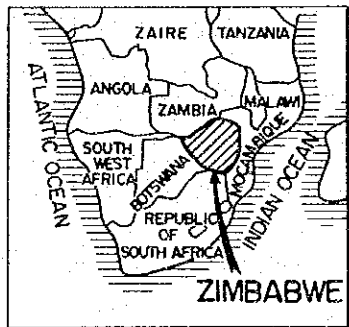 ZAIRE
TANZANIA
ATLANTIC OCEAN
ANGOLA
ZAMBIA
MALAWI
SOUTH
WEST
AFRICA
BOTSWANA
MOCAMBIQUE
INDIAN OCEAN
REPUBLIC
OF
SOUTH AFRICA
ZIMBABWE